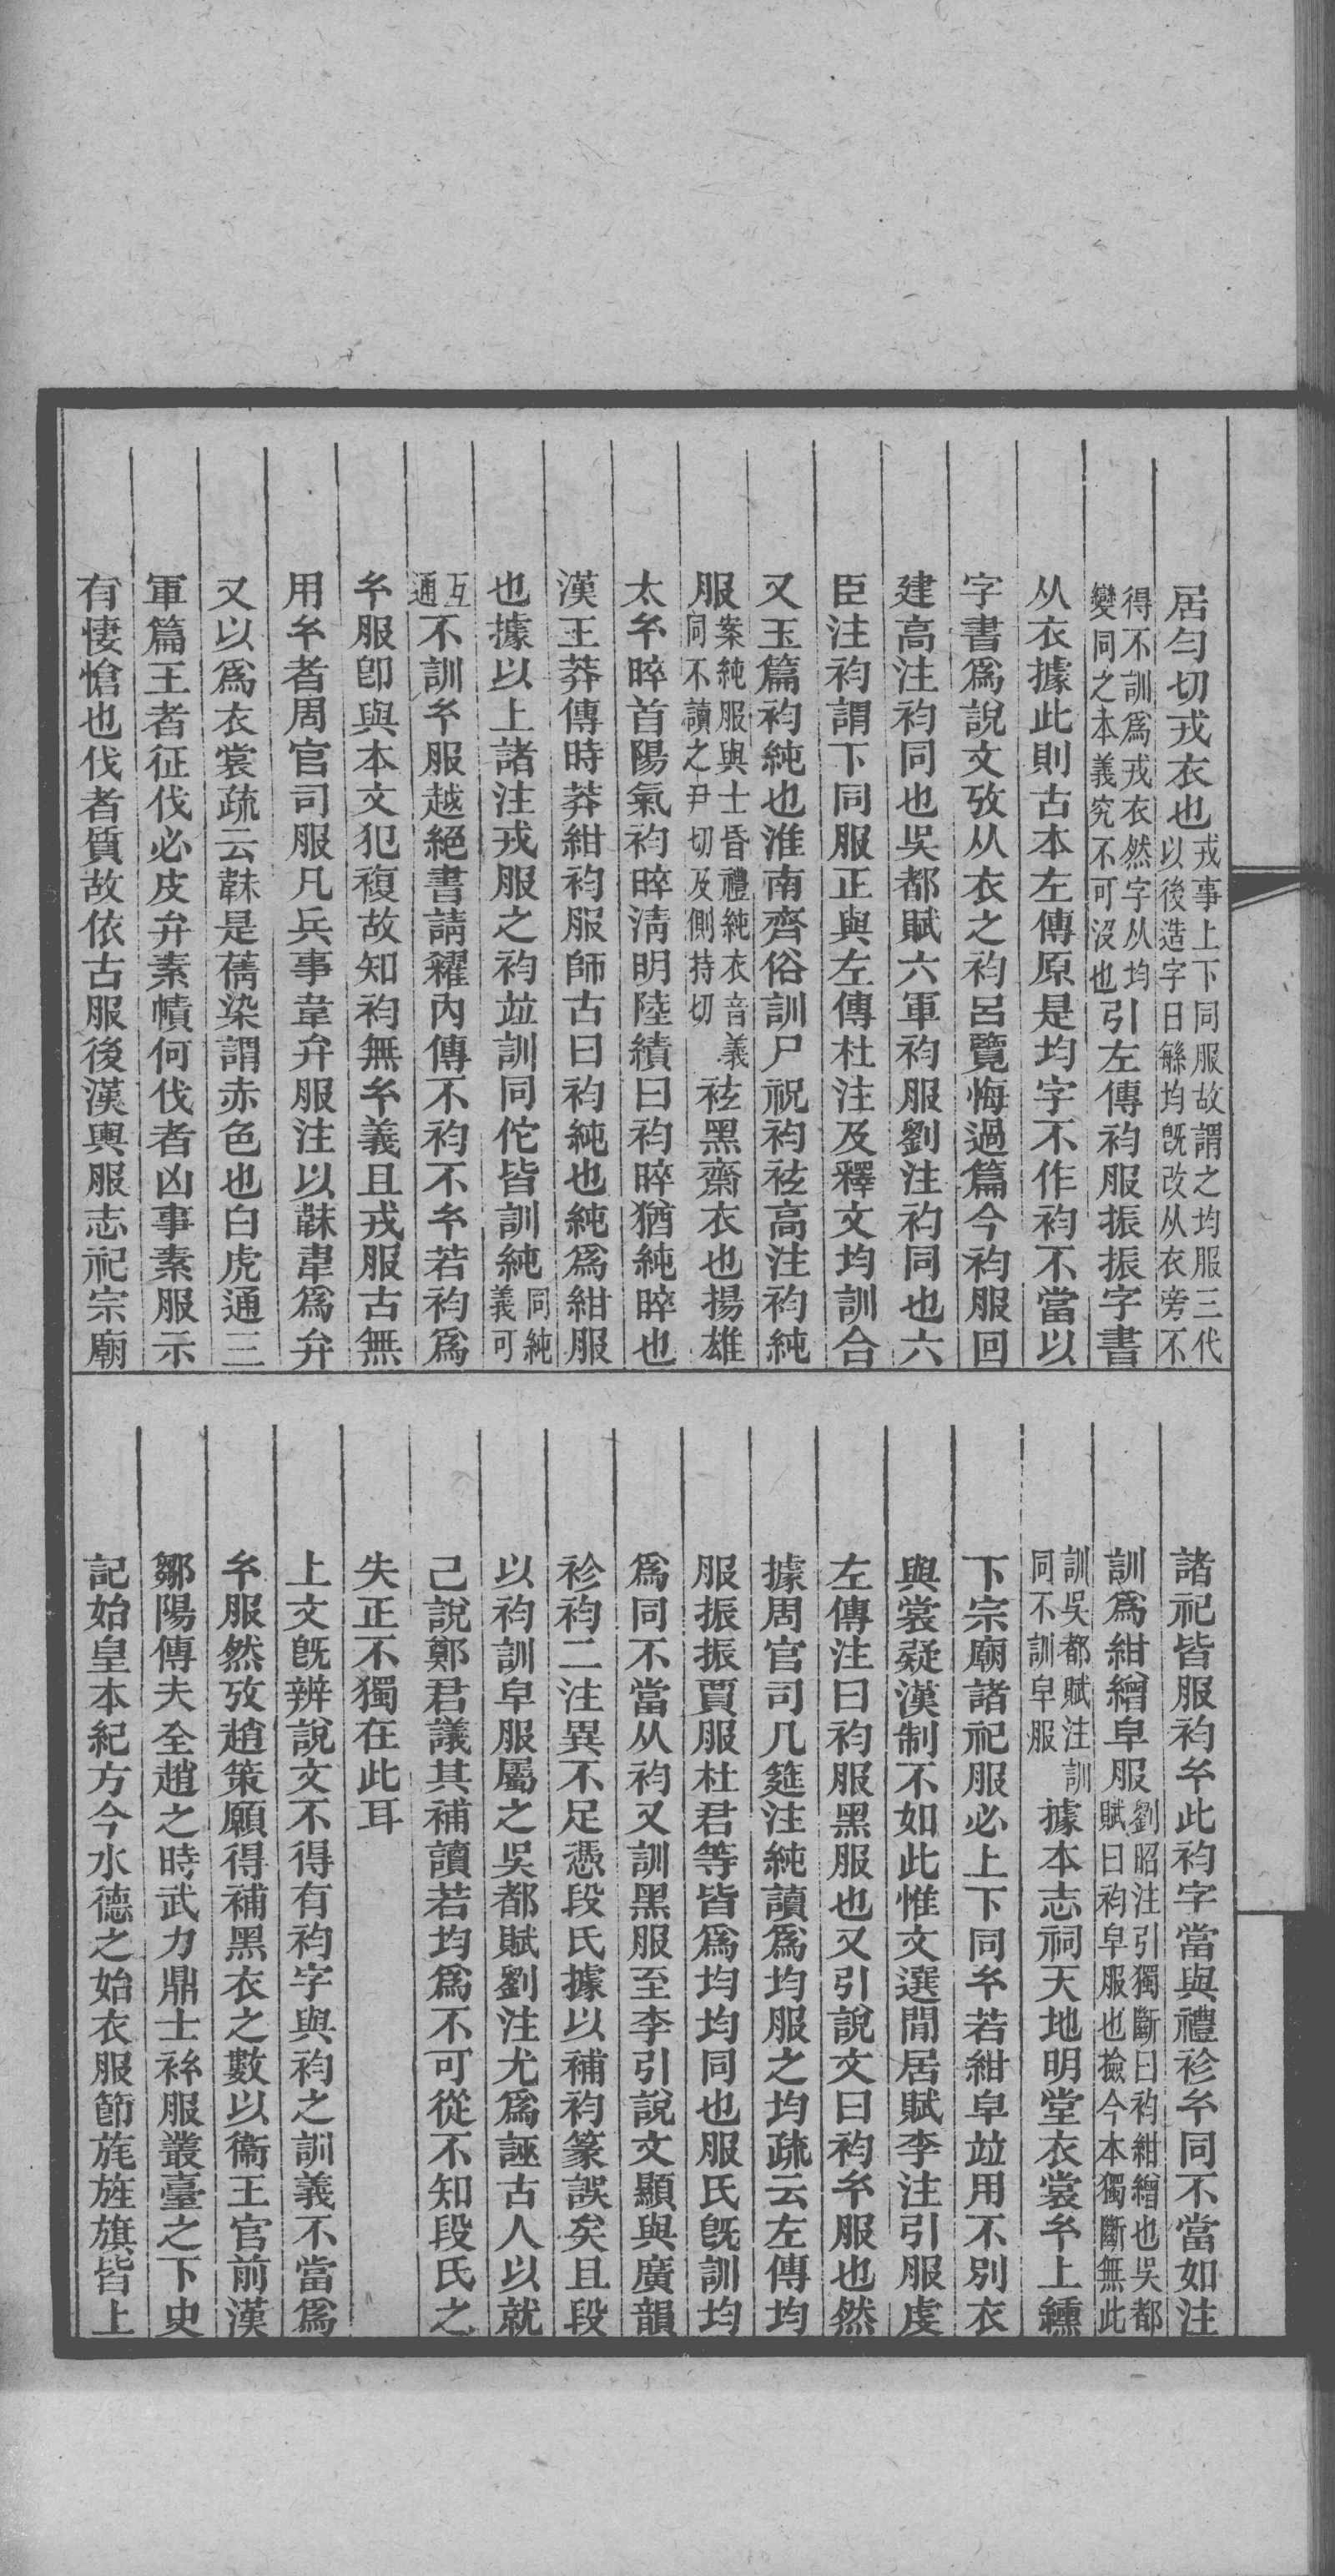 居勻切戎衣也戎事上下同服故謂之均服三代以後造字日緐均旣改从衣旁不
得不訓爲戎衣然字从均變同之本義究不可沒也引左傳袀服振振字書
从衣據此則古本左傳原是均字不作袀不當以
字書爲說文攷从衣之袀呂覽悔過篇今袀服回
建高注袀同也吳都賦六軍袀服劉注袀同也六
臣注袀謂下同服正與左傳杜注及釋文均訓合
又玉篇袀純也淮南齊俗訓尸祝袀袨高注袀純
服案純服與士昏禮純衣音義同不讀之尹切及側持切袨黑齋衣也揚雄
太𢆯睟首陽氣袀睟淸明陸績曰袀睟猶純睟也
漢王莽傳時莽紺袀服師古曰袀純也純爲紺服
也據以上諸注戎服之袀竝訓同佗皆訓純同純義可
互通不訓𢆯服越絕書請糴內傳不袀不𢆯若袀爲
𢆯服卽與本文犯複故知袀無𢆯義且戎服古無
用𢆯者周官司服凡兵事韋弁服注以韎韋爲弁
又以爲衣裳疏云韎是蒨染謂赤色也白虎通三
軍篇王者征伐必皮弁素幘何伐者凶事素服示
有悽愴也伐者質故依古服後漢輿服志祀宗廟
諸祀皆服袀𢆯此袀字當與禮袗𢆯同不當如注
訓爲紺繒皁服劉昭注引獨斷曰袀紺繒也吳都賦曰袀皁服也撿今本獨斷無此
訓吳都賦注訓同不訓皁服據本志祠天地明堂衣裳𢆯上纁
下宗廟諸祀服必上下同𢆯若紺皁竝用不別衣
與裳疑漢制不如此惟文選閒居賦李注引服虔
左傳注曰袀服黑服也又引說文曰袀𢆯服也然
據周官司几筵注純讀爲均服之均疏云左傳均
服振振賈服杜君等皆爲均均同也服氏旣訓均
爲同不當从袀又訓黑服至李引說文顯與廣韻
袗袀二注異不足憑段氏據以補袀篆誤矣且段
以袀訓皁服屬之吳都賦劉注尤爲誣古人以就
己說鄭君議其補讀若均爲不可從不知段氏之
失正不獨在此耳
上文旣辨說文不得有袀字與袀之訓義不當爲
𢆯服然攷趙策願得補黑衣之數以衞王官前漢
鄒陽傳夫全趙之時武力鼎士袨服叢臺之下史
記始皇本紀方今水德之始衣服節旄旌旗皆上